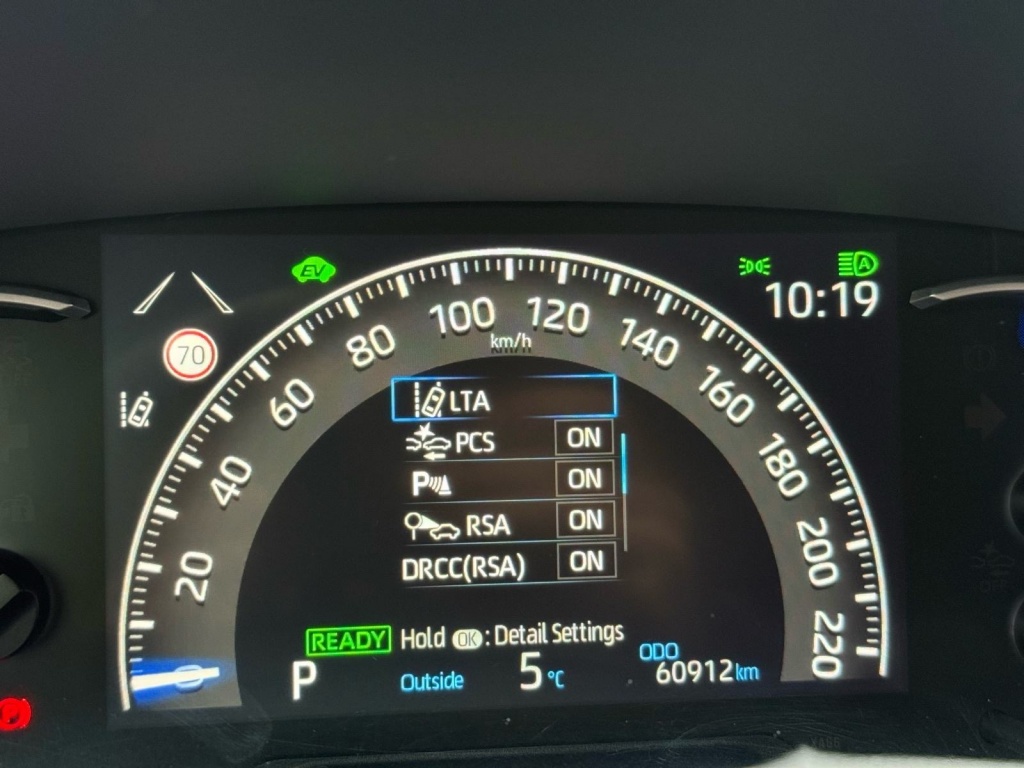 EV
A
10:19
70
0
20
40
60
80
100
120
140
160
180
200
220
km/h
LTA
PCS ON
P ON
RSA ON
DRCC(RSA) ON
READY Hold OK : Detail Settings
P Outside 5°C
ODO
60912 km